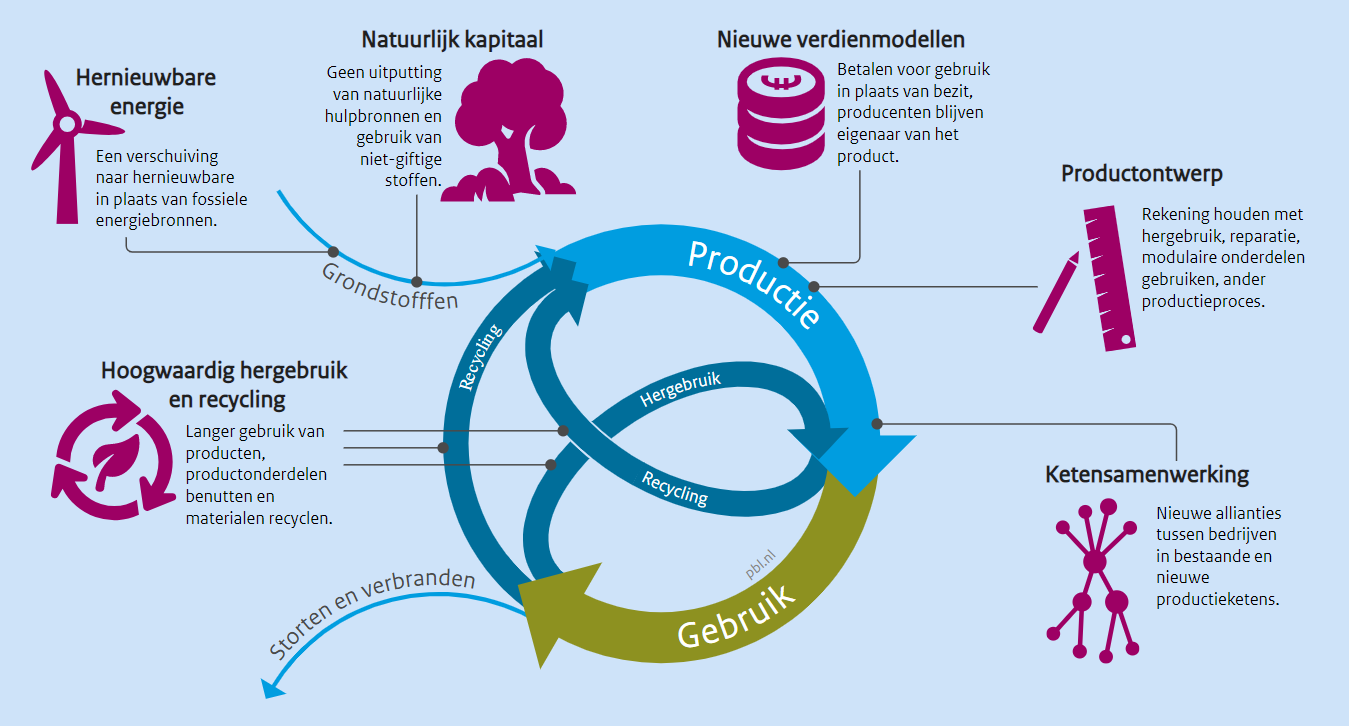 Natuurlijk kapitaal
Geen uitputting
van natuurlijke
hulpbronnen en
gebruik van
niet-giftige
stoffen.
Nieuwe verdienmodellen
Betalen voor gebruik
in plaats van bezit,
producenten blijven
eigenaar van het
product.
Hernieuwbare
energie
Een verschuiving
naar hernieuwbare
in plaats van fossiele
energiebronnen.
Productontwerp
Rekening houden met
hergebruik, reparatie,
modulaire onderdelen
gebruiken, ander
productieproces.
Grondstofffen
Productie
Recycling
Hergebruik
Recycling
Hoogwaardig hergebruik
en recycling
Langer gebruik van
producten,
productonderdelen
benutten en
materialen recyclen.
Ketensamenwerking
Nieuwe allianties
tussen bedrijven
in bestaande en
nieuwe
productieketens.
Storten en verbranden
pbl.nl
Gebruik